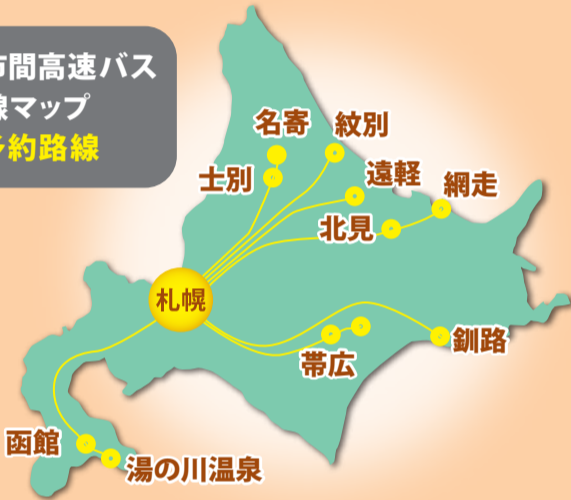 市間高速バス
線マップ
予約路線
名寄
紋別
士別
遠軽
網走
北見
札幌
釧路
帯広
函館
湯の川温泉